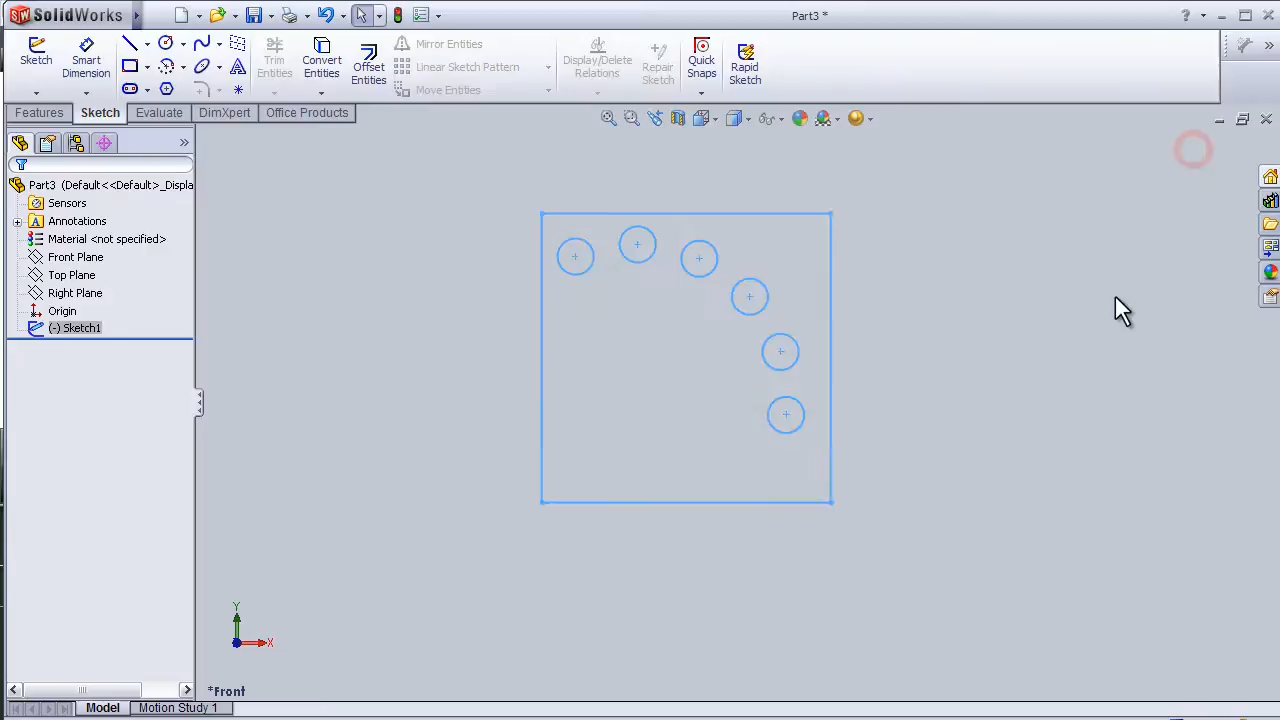 SolidWorks
Part3 *
Sketch
Smart Dimension
Trim Entities
Convert Entities
Offset Entities
Mirror Entities
Linear Sketch Pattern
Move Entities
Display/Delete Relations
Repair Sketch
Quick Snaps
Rapid Sketch
Features
Sketch
Evaluate
DimXpert
Office Products
Part3 (Default<<Default>_Displa
Sensors
Annotations
Material <not specified>
Front Plane
Top Plane
Right Plane
Origin
(-) Sketch1
Y
X
*Front
Model
Motion Study 1